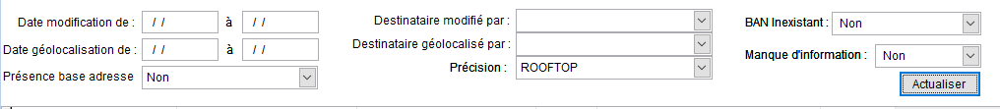 Date modification de : / / à / / Destinataire modifié par : BAN Inexistant : Non
Date géolocalisation de : / / à / / Destinataire géolocalisé par : Manque d'information : Non
Présence base adresse Non Précision : ROOFTOP
Actualiser